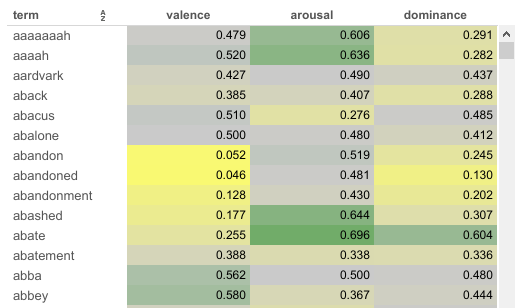 term A Z valence arousal dominance
aaaaaaah 0.479 0.606 0.291
aaaah 0.520 0.636 0.282
aardvark 0.427 0.490 0.437
aback 0.385 0.407 0.288
abacus 0.510 0.276 0.485
abalone 0.500 0.480 0.412
abandon 0.052 0.519 0.245
abandoned 0.046 0.481 0.130
abandonment 0.128 0.430 0.202
abashed 0.177 0.644 0.307
abate 0.255 0.696 0.604
abatement 0.388 0.338 0.336
abba 0.562 0.500 0.480
abbey 0.580 0.367 0.444